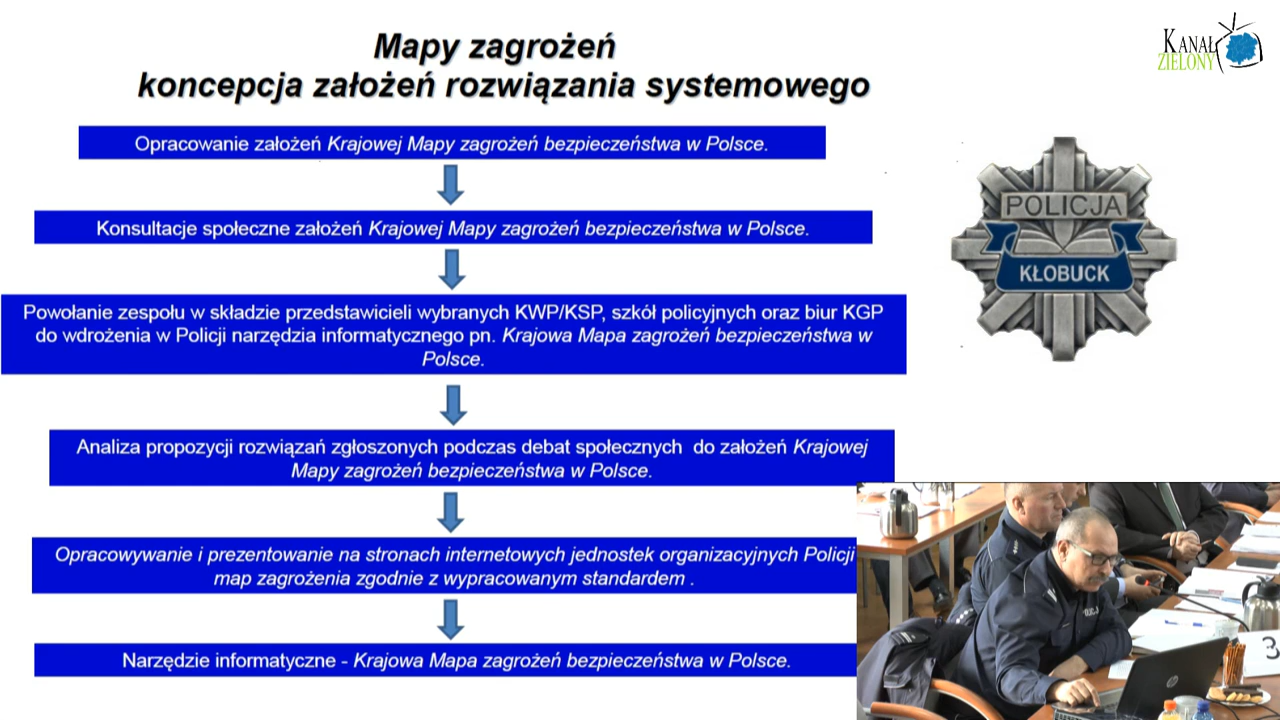 Mapy zagrożeń
koncepcja założeń rozwiązania systemowego
KANAŁ
ZIELONY
Opracowanie założeń Krajowej Mapy zagrożeń bezpieczeństwa w Polsce.
Konsultacje społeczne założeń Krajowej Mapy zagrożeń bezpieczeństwa w Polsce.
Powołanie zespołu w składzie przedstawicieli wybranych KWP/KSP, szkół policyjnych oraz biur KGP
do wdrożenia w Policji narzędzia informatycznego pn. Krajowa Mapa zagrożeń bezpieczeństwa w
Polsce.
Analiza propozycji rozwiązań zgłoszonych podczas debat społecznych do założeń Krajowej
Mapy zagrożeń bezpieczeństwa w Polsce.
Opracowywanie i prezentowanie na stronach internetowych jednostek organizacyjnych Policji
map zagrożenia zgodnie z wypracowanym standardem .
Narzędzie informatyczne - Krajowa Mapa zagrożeń bezpieczeństwa w Polsce.
POLICJA
KŁOBUCK
POLICJA
3